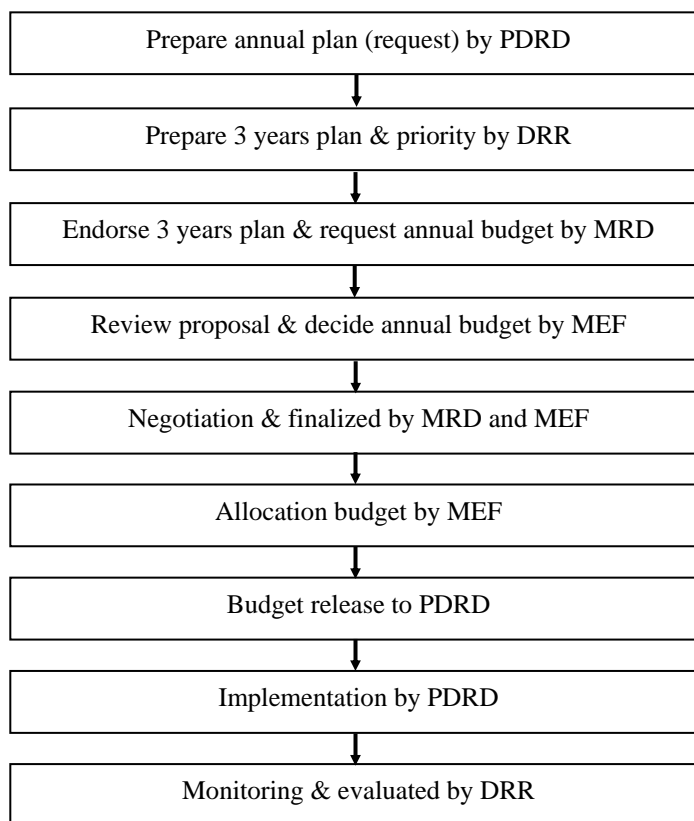 Prepare annual plan (request) by PDRD
Prepare 3 years plan & priority by DRR
Endorse 3 years plan & request annual budget by MRD
Review proposal & decide annual budget by MEF
Negotiation & finalized by MRD and MEF
Allocation budget by MEF
Budget release to PDRD
Implementation by PDRD
Monitoring & evaluated by DRR